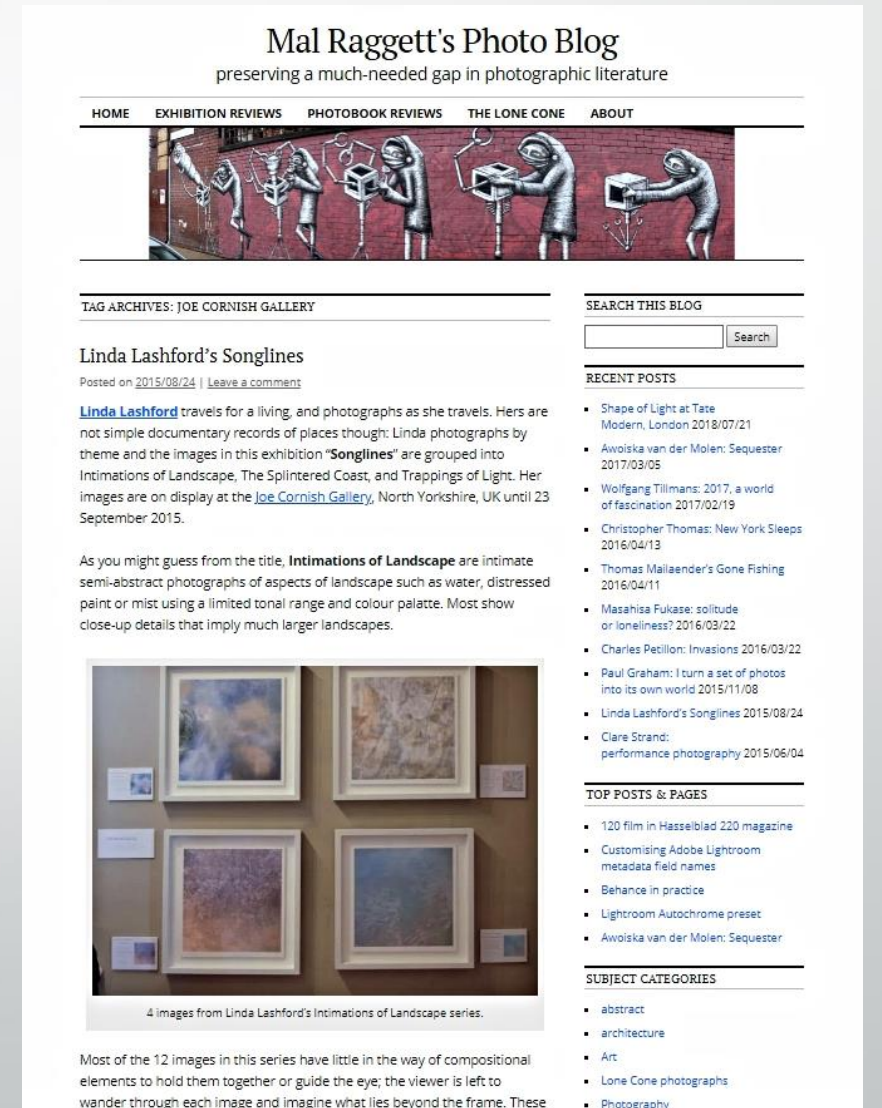 Mal Raggett's Photo Blog
preserving a much-needed gap in photographic literature
HOME EXHIBITION REVIEWS PHOTOBOOK REVIEWS THE LONE CONE ABOUT
TAG ARCHIVES: JOE CORNISH GALLERY
Linda Lashford's Songlines
Posted on 2015/08/24 | Leave a comment
Linda Lashford travels for a living, and photographs as she travels. Hers are
not simple documentary records of places though: Linda photographs by
theme and the images in this exhibition “Songlines” are grouped into
Intimations of Landscape, The Splintered Coast, and Trappings of Light. Her
images are on display at the Joe Cornish Gallery, North Yorkshire, UK until 23
September 2015.
As you might guess from the title, Intimations of Landscape are intimate
semi-abstract photographs of aspects of landscape such as water, distressed
paint or mist using a limited tonal range and colour palatte. Most show
close-up details that imply much larger landscapes.
4 images from Linda Lashford's Intimations of Landscape series.
Most of the 12 images in this series have little in the way of compositional
elements to hold them together or guide the eye; the viewer is left to
wander through each image and imagine what lies beyond the frame. These
SEARCH THIS BLOG
Search
RECENT POSTS
Shape of Light at Tate
Modern, London 2018/07/21
Awoiska van der Molen: Sequester
2017/03/05
Wolfgang Tillmans: 2017, a world
of fascination 2017/02/19
Christopher Thomas: New York Sleeps
2016/04/13
Thomas Mailaender's Gone Fishing
2016/04/11
Masahisa Fukase: solitude
or loneliness? 2016/03/22
Charles Petillon: Invasions 2016/03/22
Paul Graham: I turn a set of photos
into its own world 2015/11/08
Linda Lashford's Songlines 2015/08/24
Clare Strand:
performance photography 2015/06/04
TOP POSTS & PAGES
120 film in Hasselblad 220 magazine
Customising Adobe Lightroom
metadata field names
Behance in practice
Lightroom Autochrome preset
Awoiska van der Molen: Sequester
SUBJECT CATEGORIES
abstract
architecture
Art
Lone Cone photographs
Photography